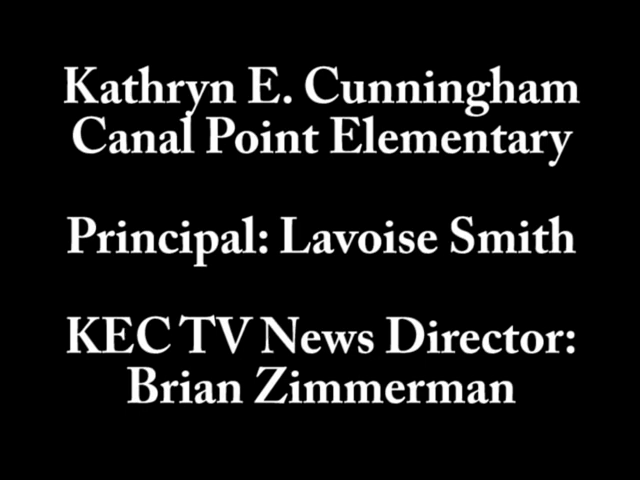 Kathryn E. Cunningham
Canal Point Elementary
Principal: Lavoise Smith
KEC TV News Director:
Brian Zimmerman